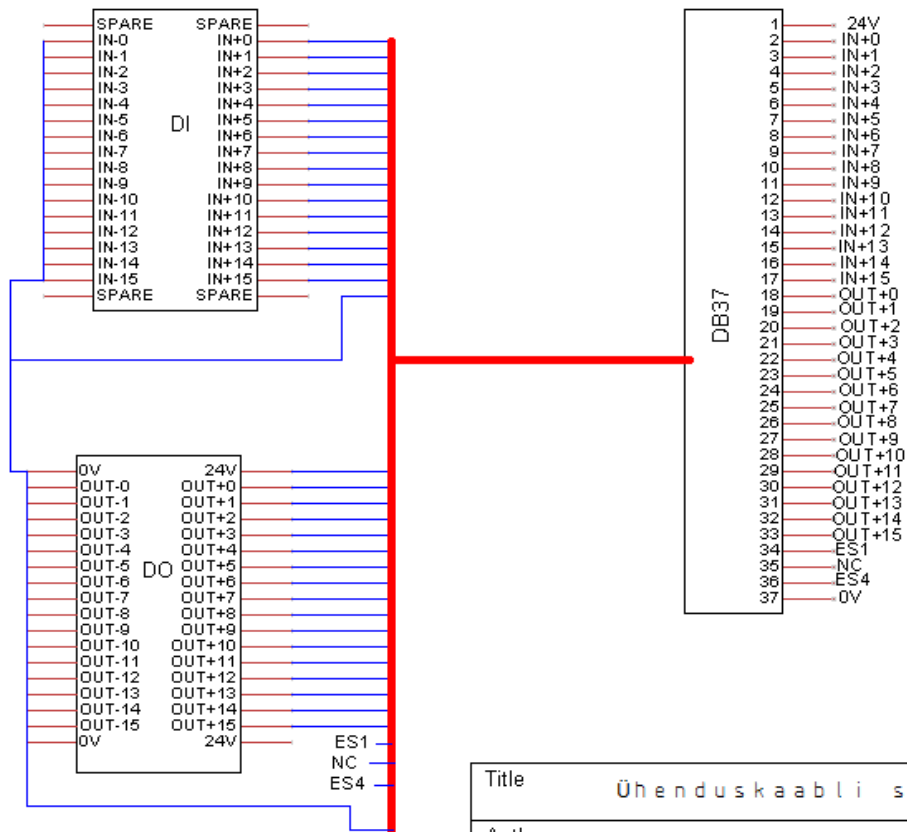 SPARE SPARE
IN-0 IN+0
IN-1 IN+1
IN-2 IN+2
IN-3 IN+3
IN-4 IN+4
IN-5 IN+5
IN-6 IN+6
IN-7 IN+7
IN-8 IN+8
IN-9 IN+9
IN-10 IN+10
IN-11 IN+11
IN-12 IN+12
IN-13 IN+13
IN-14 IN+14
IN-15 IN+15
SPARE SPARE
DI
0V 24V
OUT-0 OUT+0
OUT-1 OUT+1
OUT-2 OUT+2
OUT-3 OUT+3
OUT-4 OUT+4
OUT-5 OUT+5
OUT-6 OUT+6
OUT-7 OUT+7
OUT-8 OUT+8
OUT-9 OUT+9
OUT-10 OUT+10
OUT-11 OUT+11
OUT-12 OUT+12
OUT-13 OUT+13
OUT-14 OUT+14
OUT-15 OUT+15
0V 24V
DO
ES1
NC
ES4
DB37
1 24V
2 IN+0
3 IN+1
4 IN+2
5 IN+3
6 IN+4
7 IN+5
8 IN+6
9 IN+7
10 IN+8
11 IN+9
12 IN+10
13 IN+11
14 IN+12
15 IN+13
16 IN+14
17 IN+15
18 OUT+0
19 OUT+1
20 OUT+2
21 OUT+3
22 OUT+4
23 OUT+5
24 OUT+6
25 OUT+7
26 OUT+8
27 OUT+9
28 OUT+10
29 OUT+11
30 OUT+12
31 OUT+13
32 OUT+14
33 OUT+15
34 ES1
35 NC
36 ES4
37 0V
Title Ühenduskaabli s